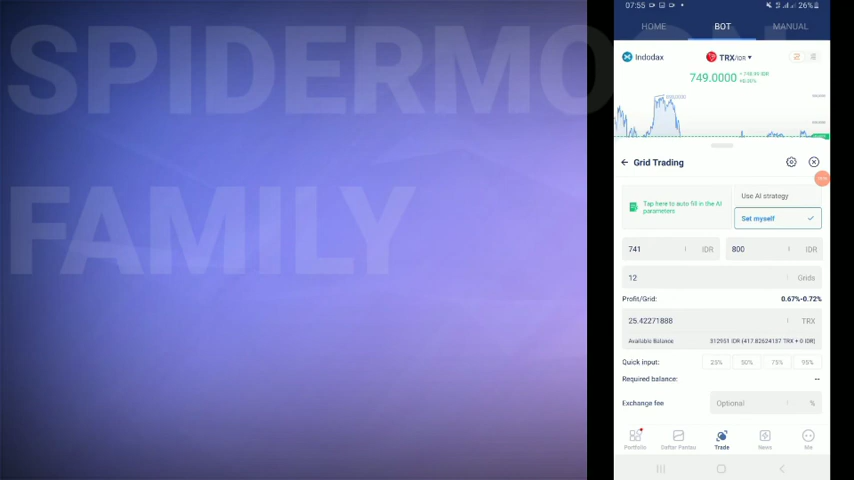 SPIDERMO
FAMILY
07:55
26%
HOME BOT MANUAL
Indodax
TRX/IDR
749.0000
Grid Trading
Tap here to auto fill in the AI
parameters
Use AI strategy
Set myself
741 IDR
800 IDR
12 Grids
Profit/Grid: 0.67%-0.72%
25.42271888 TRX
Available Balance 312951 IDR (417.82624137 TRX + 0 IDR)
Quick input: 25% 50% 75% 95%
Required balance: --
Exchange fee Optional %
Portfolio Daftar Pantau Trade News Me